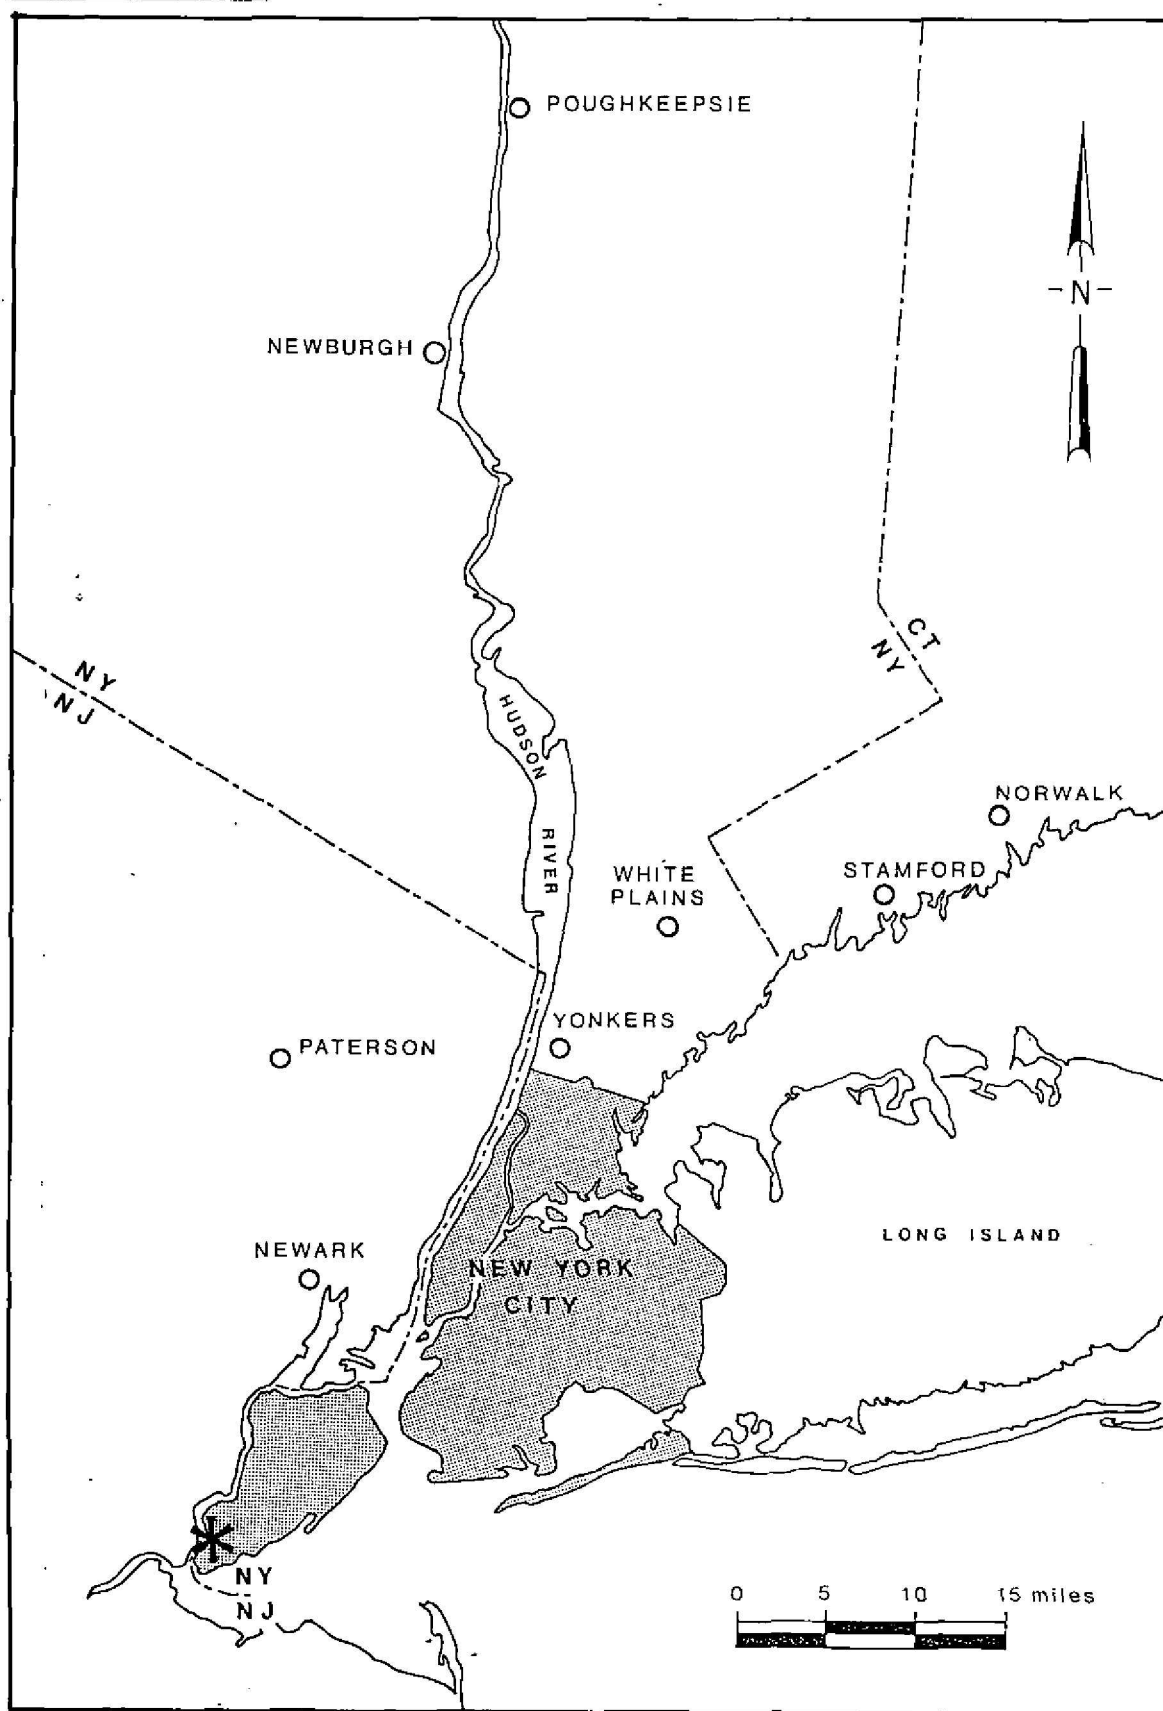 POUGHKEEPSIE
-N-
NEWBURGH
CT
NY
NY
NJ
HUDSON
RIVER
NORWALK
WHITE
PLAINS
STAMFORD
YONKERS
PATERSON
LONG ISLAND
NEWARK
NEW YORK
CITY
NY
NJ
0 5 10 15 miles